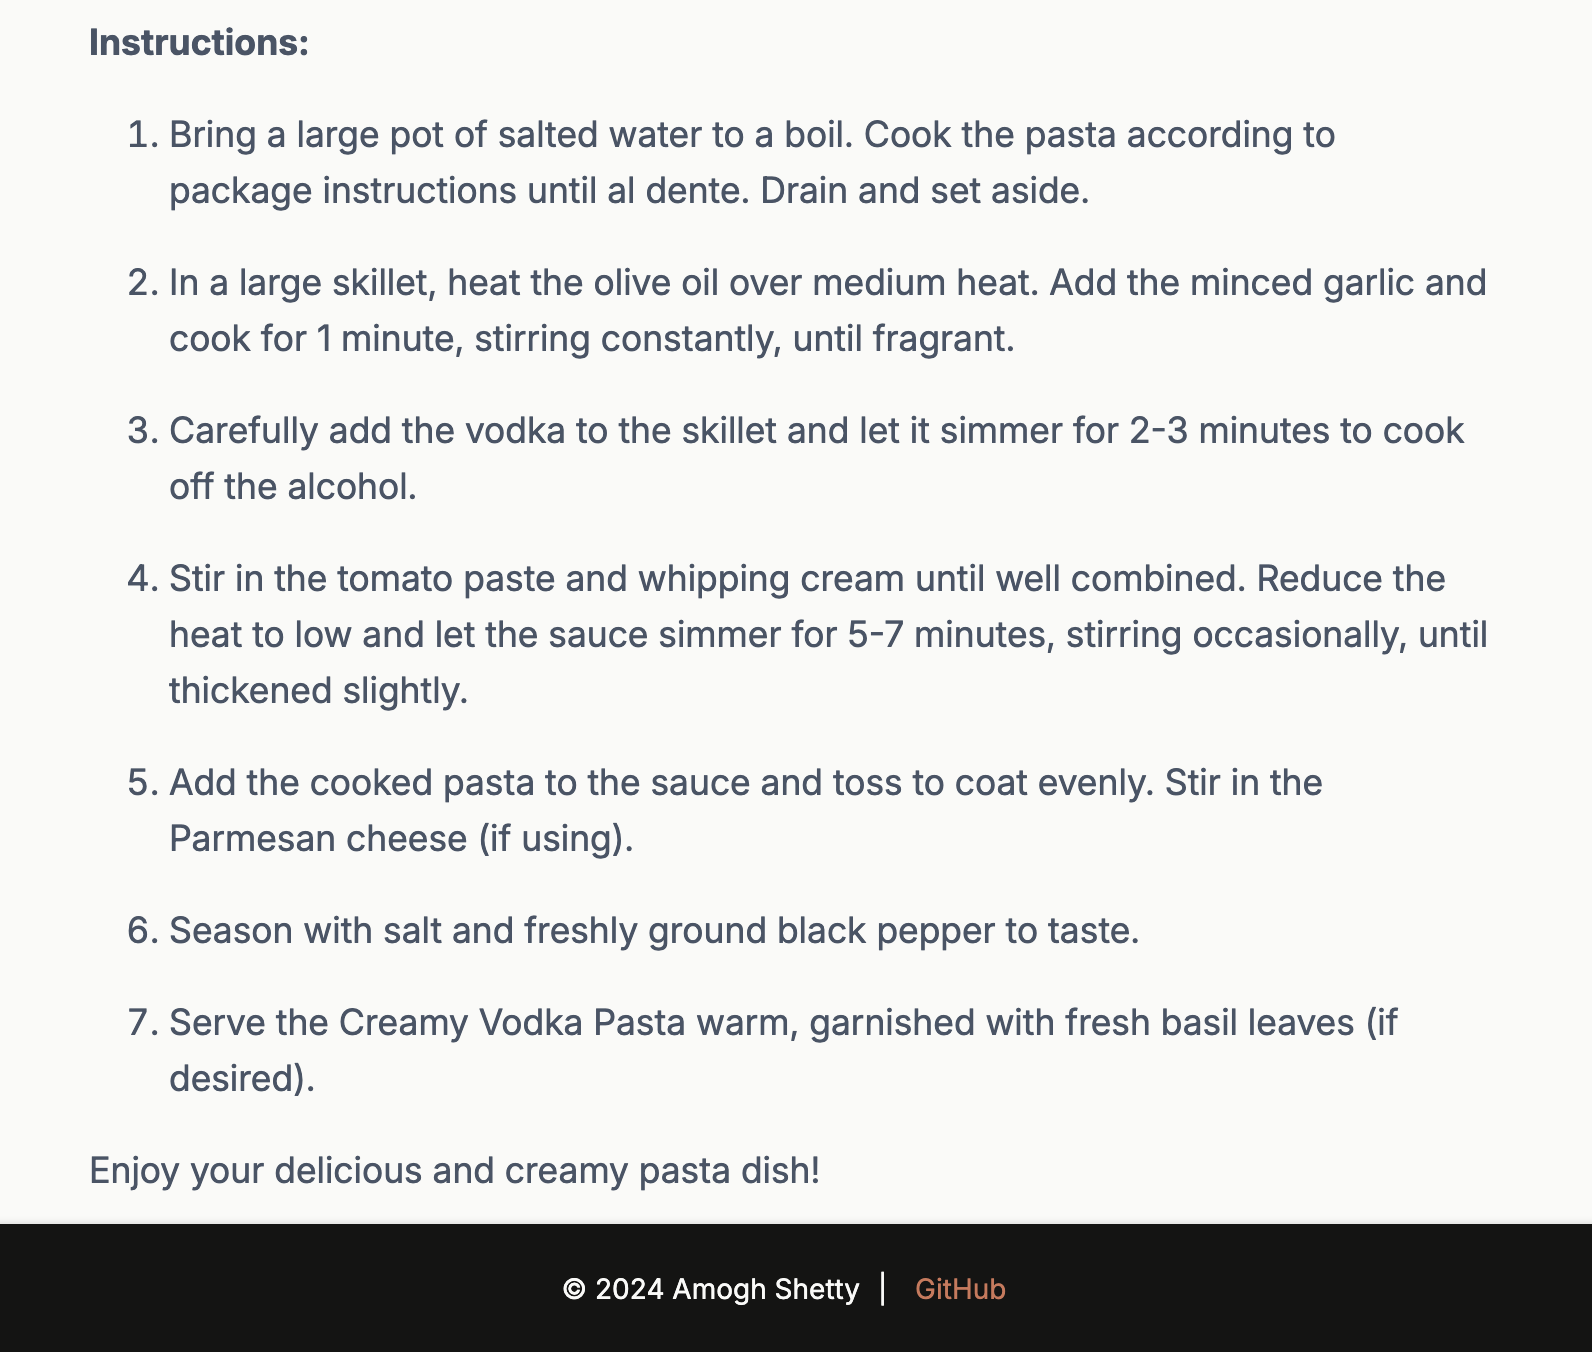 Instructions:
1. Bring a large pot of salted water to a boil. Cook the pasta according to
package instructions until al dente. Drain and set aside.
2. In a large skillet, heat the olive oil over medium heat. Add the minced garlic and
cook for 1 minute, stirring constantly, until fragrant.
3. Carefully add the vodka to the skillet and let it simmer for 2-3 minutes to cook
off the alcohol.
4. Stir in the tomato paste and whipping cream until well combined. Reduce the
heat to low and let the sauce simmer for 5-7 minutes, stirring occasionally, until
thickened slightly.
5. Add the cooked pasta to the sauce and toss to coat evenly. Stir in the
Parmesan cheese (if using).
6. Season with salt and freshly ground black pepper to taste.
7. Serve the Creamy Vodka Pasta warm, garnished with fresh basil leaves (if
desired).
Enjoy your delicious and creamy pasta dish!
© 2024 Amogh Shetty | GitHub